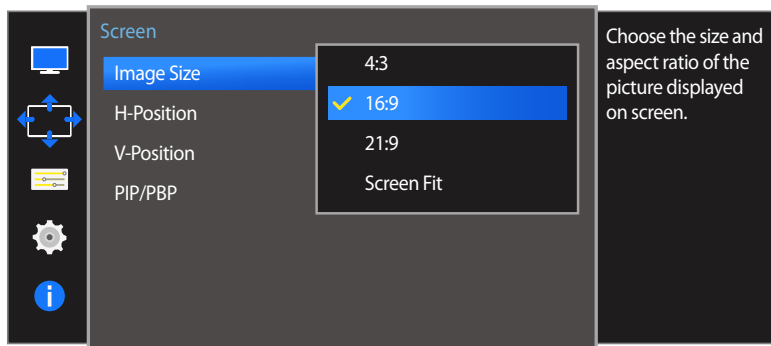 Screen
Image Size
H-Position
V-Position
PIP/PBP
4:3
16:9
21:9
Screen Fit
Choose the size and
aspect ratio of the
picture displayed
on screen.
i